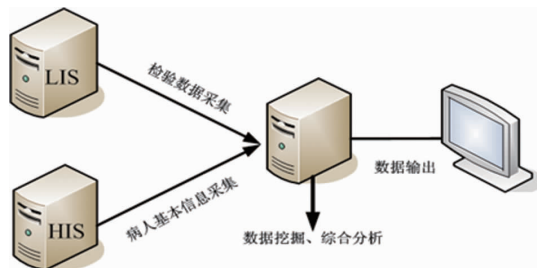 LIS
检验数据采集
数据输出
HIS
病人基本信息采集
数据挖掘、综合分析